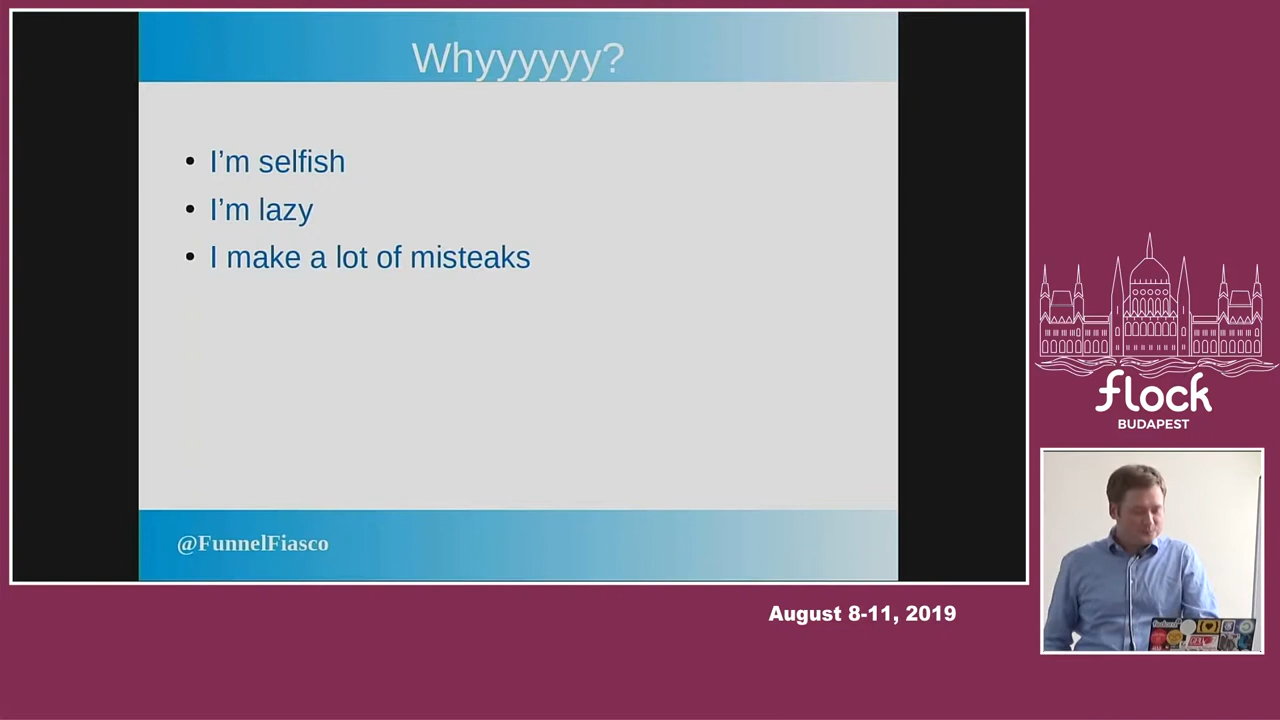 Whyyyyyy?
• I'm selfish
• I'm lazy
• I make a lot of misteaks
@FunnelFiasco
flock
BUDAPEST
August 8-11, 2019